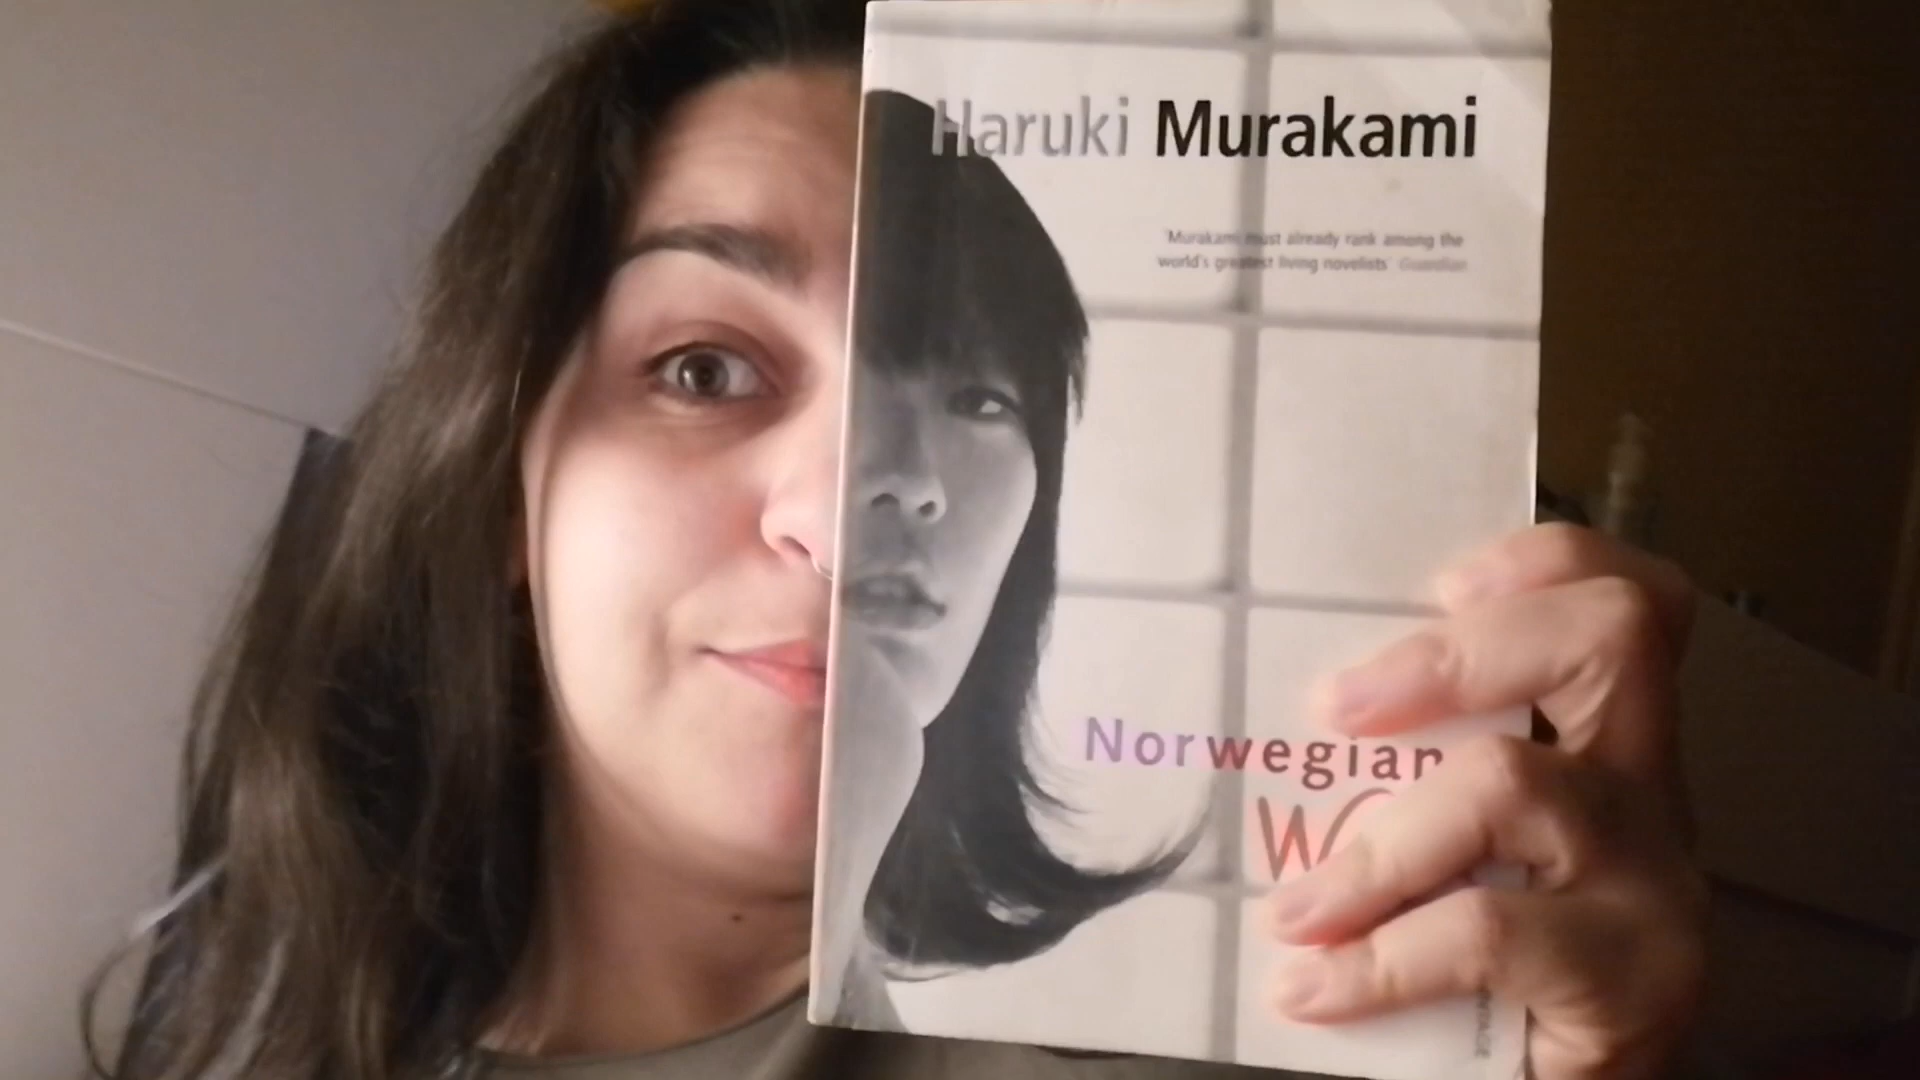 Haruki Murakami
'Murakami must already rank among the
world's greatest living novelists' Guardian
Norwegian